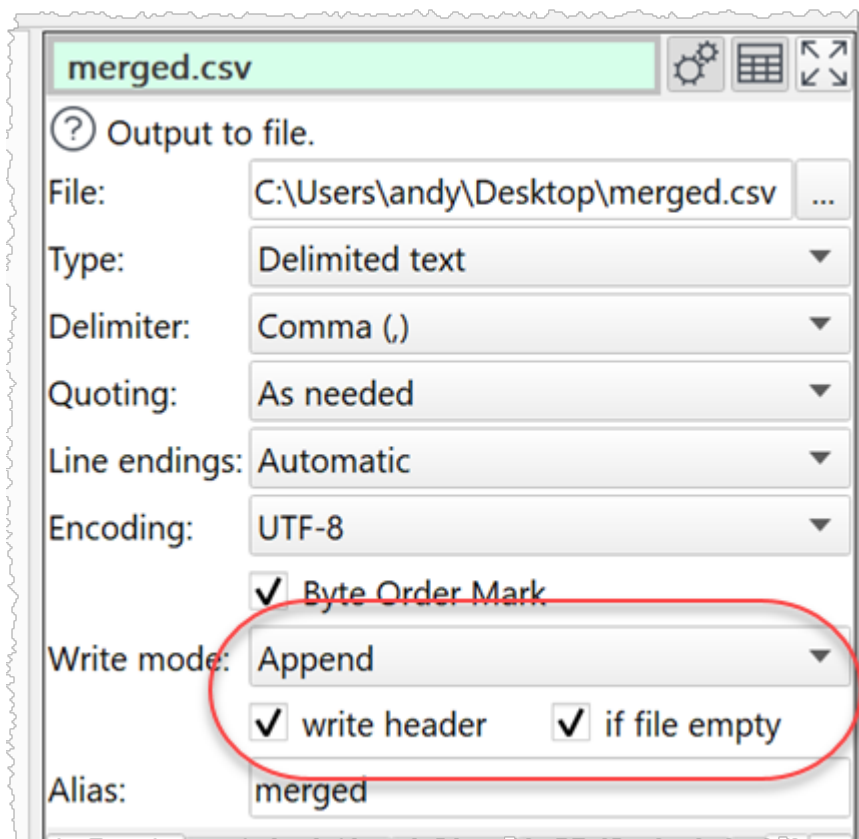 merged.csv
? Output to file.
File: C:\Users\andy\Desktop\merged.csv ...
Type: Delimited text
Delimiter: Comma (,)
Quoting: As needed
Line endings: Automatic
Encoding: UTF-8
Byte Order Mark
Write mode: Append
write header if file empty
Alias: merged